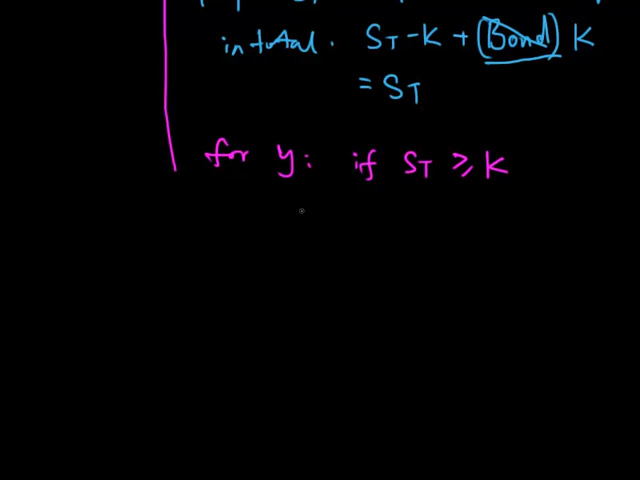 in total. ST - K + (Bond) K
= ST
for y: if ST ≥ K